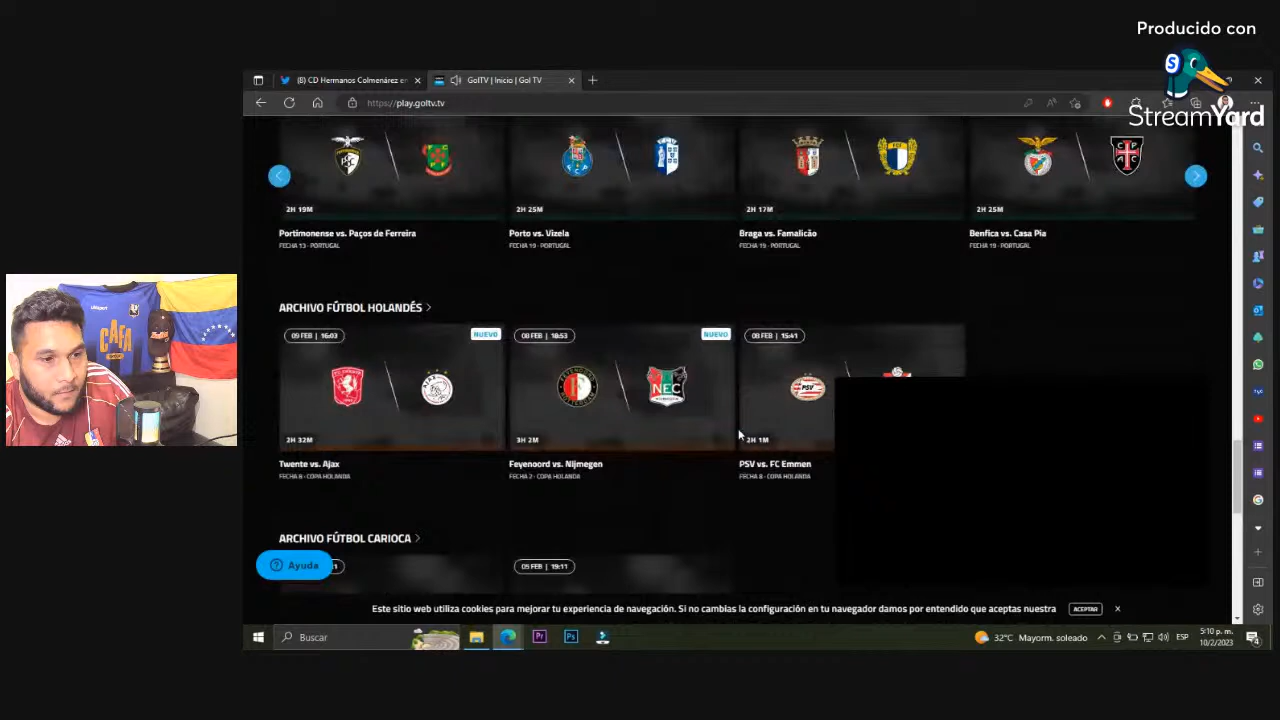 Producido con
StreamYard
(8) CD Hermanos Colmenárez en
GolTV | Inicio | Gol TV
https://play.goltv.tv
2H 19M
2H 25M
2H 17M
2H 25M
Portimonense vs. Paços de Ferreira
Porto vs. Vizela
Braga vs. Famalicão
Benfica vs. Casa Pia
FECHA 13 · PORTUGAL
FECHA 19 · PORTUGAL
FECHA 19 · PORTUGAL
FECHA 19 · PORTUGAL
ARCHIVO FÚTBOL HOLANDÉS
09 FEB | 16:03
NUEVO
08 FEB | 18:53
NUEVO
08 FEB | 15:41
NEC
PSV
2H 32M
3H 2M
2H 1M
Twente vs. Ajax
Feyenoord vs. Nijmegen
PSV vs. FC Emmen
FECHA 2 · COPA HOLANDA
FECHA 8 · COPA HOLANDA
ARCHIVO FÚTBOL CARIOCA
05 FEB | 19:11
Ayuda
Este sitio web utiliza cookies para mejorar tu experiencia de navegación. Si no cambias la configuración en tu navegador damos por entendido que aceptas nuestra
ACEPTAR
Buscar
Pr
Ps
32°C Mayorm. soleado
ESP
5:10 p. m.
10/2/2023
CAFA